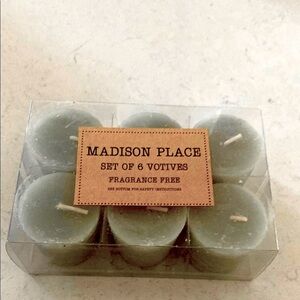 MADISON PLACE
SET OF 6 VOTIVES
FRAGRANCE FREE
SEE BOTTOM FOR SAFETY INSTRUCTIONS